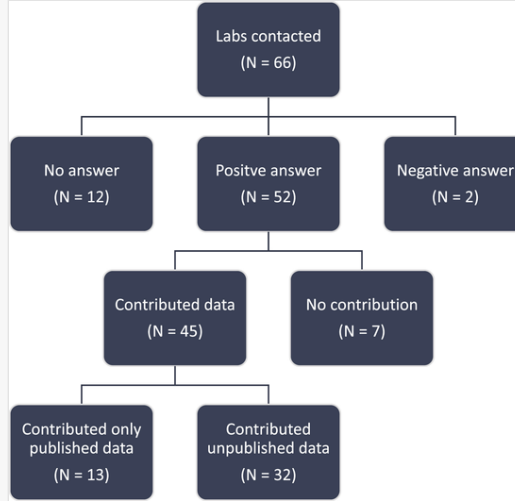 Labs contacted
(N = 66)
No answer
(N = 12)
Positve answer
(N = 52)
Negative answer
(N = 2)
Contributed data
(N = 45)
No contribution
(N = 7)
Contributed only
published data
(N = 13)
Contributed
unpublished data
(N = 32)